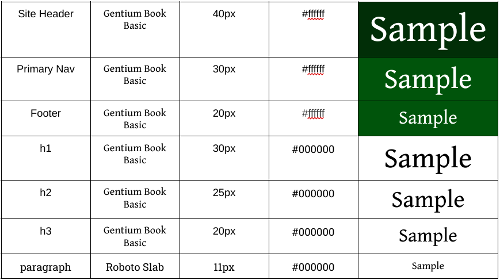 Site Header Gentium Book Basic 40px #ffffff Sample
Primary Nav Gentium Book Basic 30px #ffffff Sample
Footer Gentium Book Basic 20px #ffffff Sample
h1 Gentium Book Basic 30px #000000 Sample
h2 Gentium Book Basic 25px #000000 Sample
h3 Gentium Book Basic 20px #000000 Sample
paragraph Roboto Slab 11px #000000 Sample